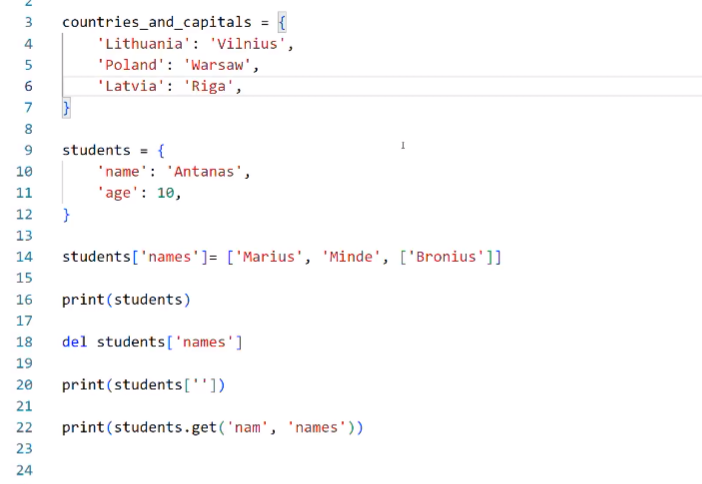 3 countries_and_capitals = {
4 'Lithuania': 'Vilnius',
5 'Poland': 'Warsaw',
6 'Latvia': 'Riga',
7 }
8
9 students = {
10 'name': 'Antanas',
11 'age': 10,
12 }
13
14 students['names']= ['Marius', 'Minde', ['Bronius']]
15
16 print(students)
17
18 del students['names']
19
20 print(students[''])
21
22 print(students.get('nam', 'names'))
23
24